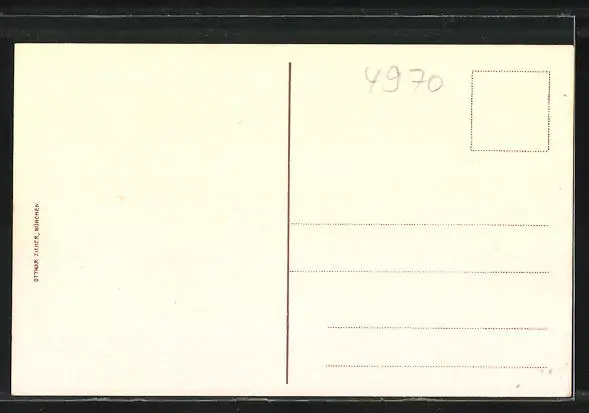 4970
OTTMAR ZIEHER, MÜNCHEN